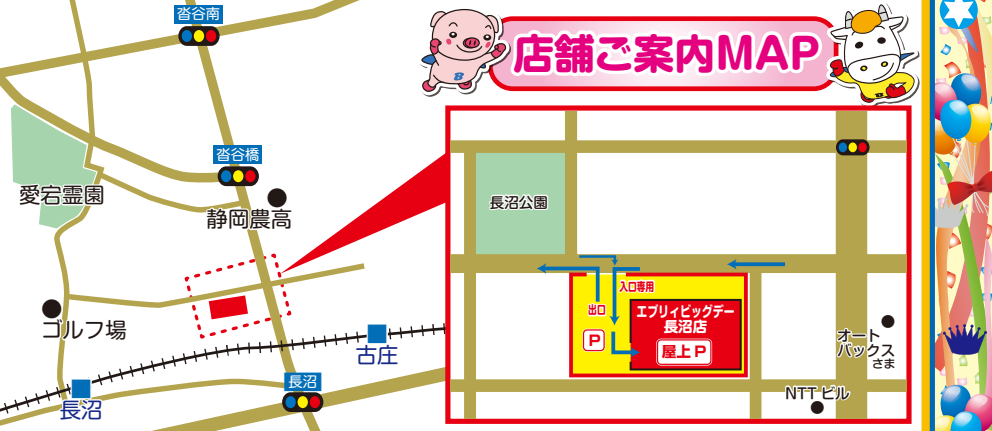 店舗ご案内MAP
8
沓谷南
沓谷橋
愛宕霊園
静岡農高
ゴルフ場
古庄
長沼
長沼
長沼公園
入口専用
出口
P
エブリィビッグデー
長沼店
屋上P
オート
バックス
さま
NTTビル